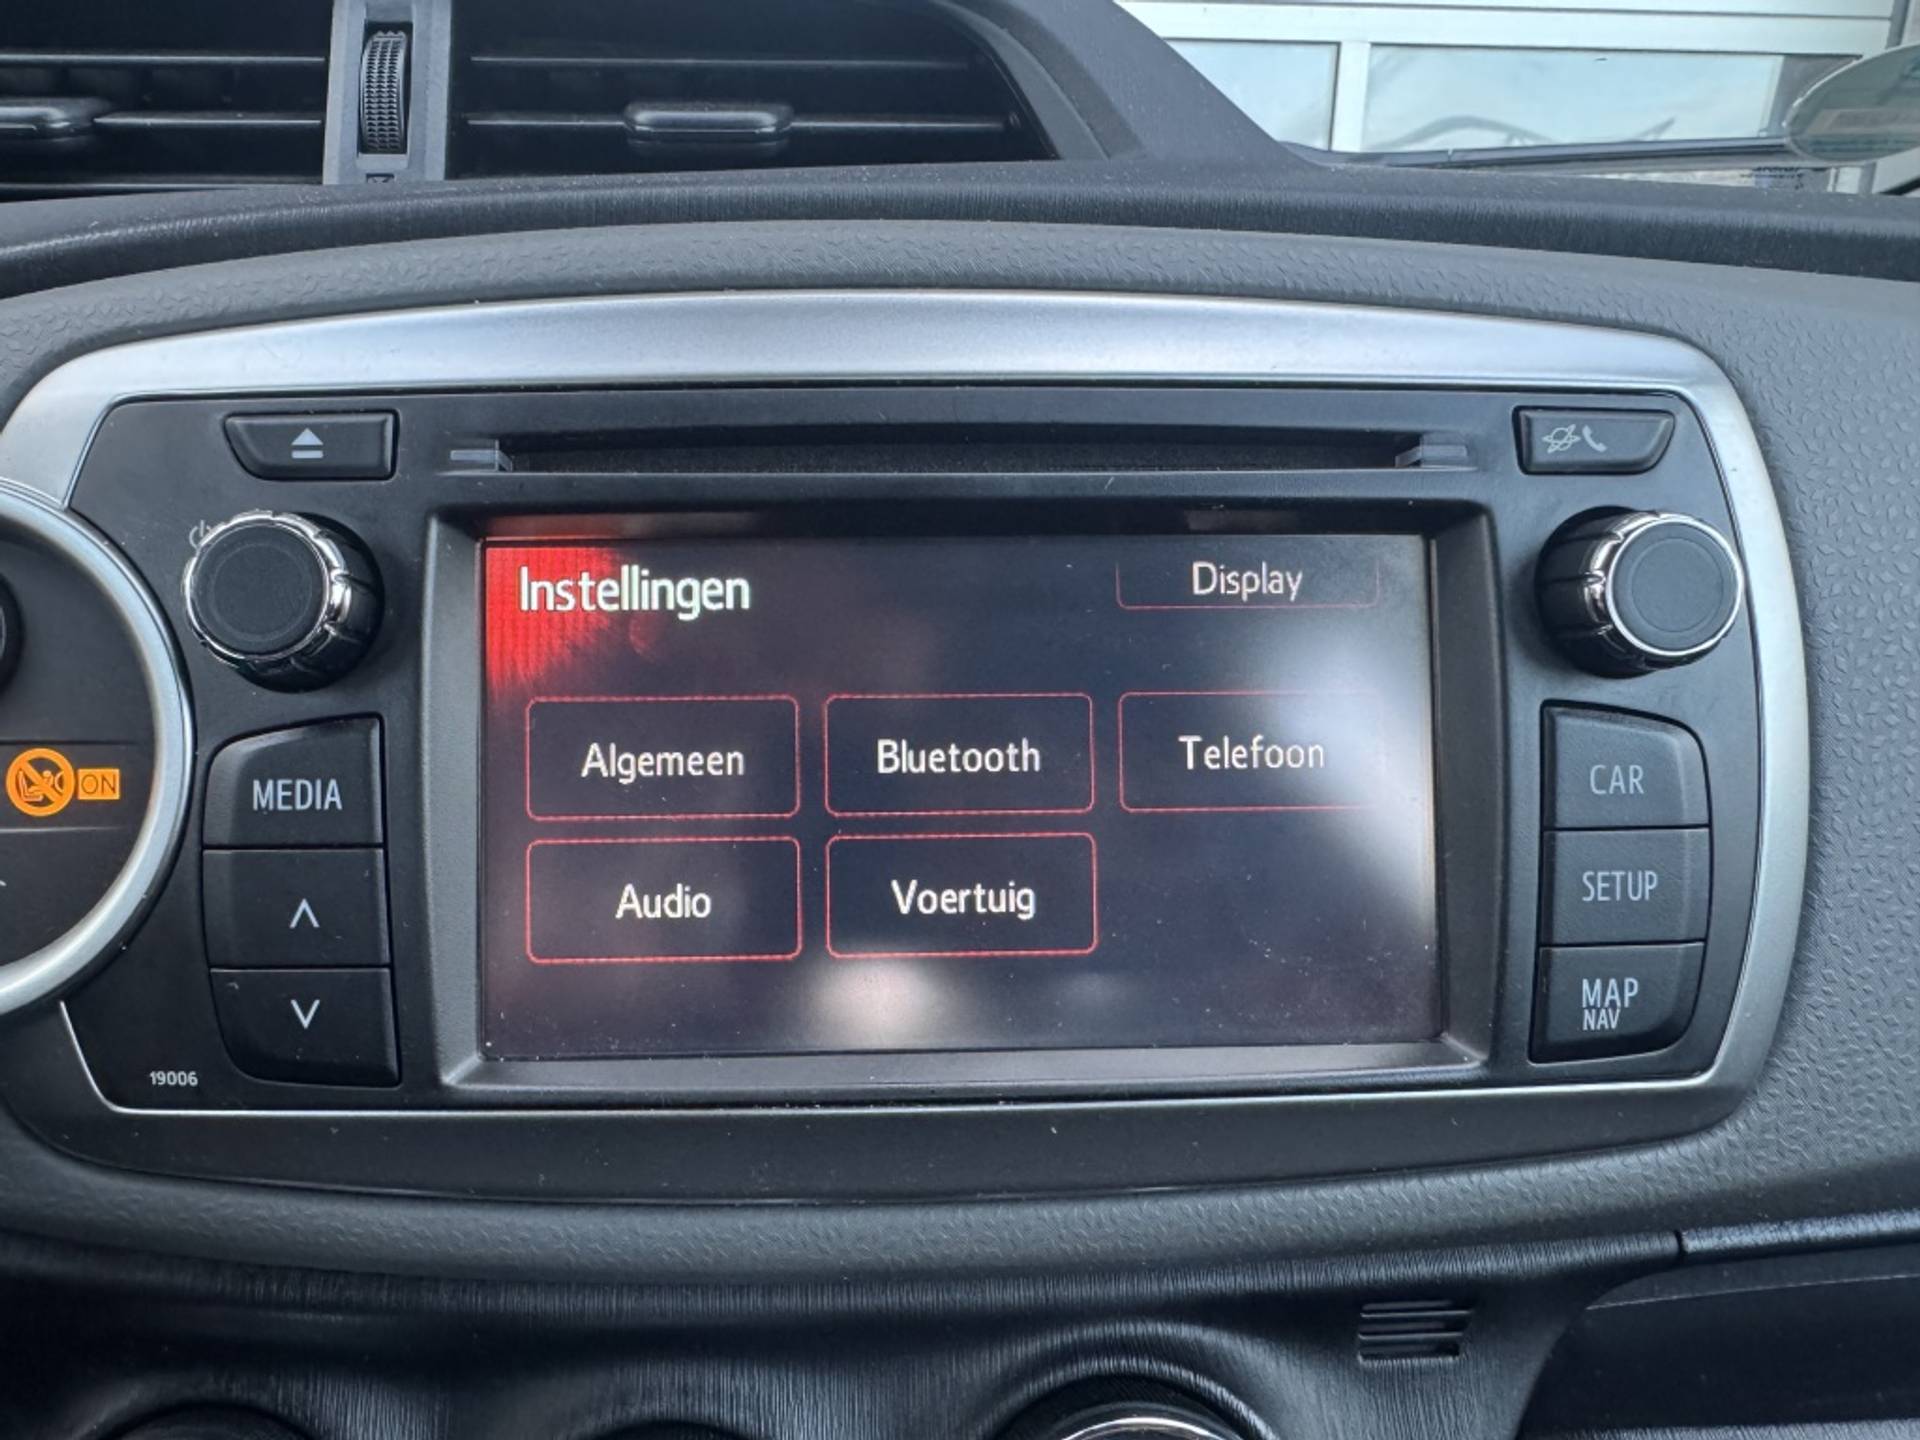 Instellingen
Display
Algemeen
Bluetooth
Telefoon
Audio
Voertuig
MEDIA
CAR
SETUP
MAP
NAV
ON
19006